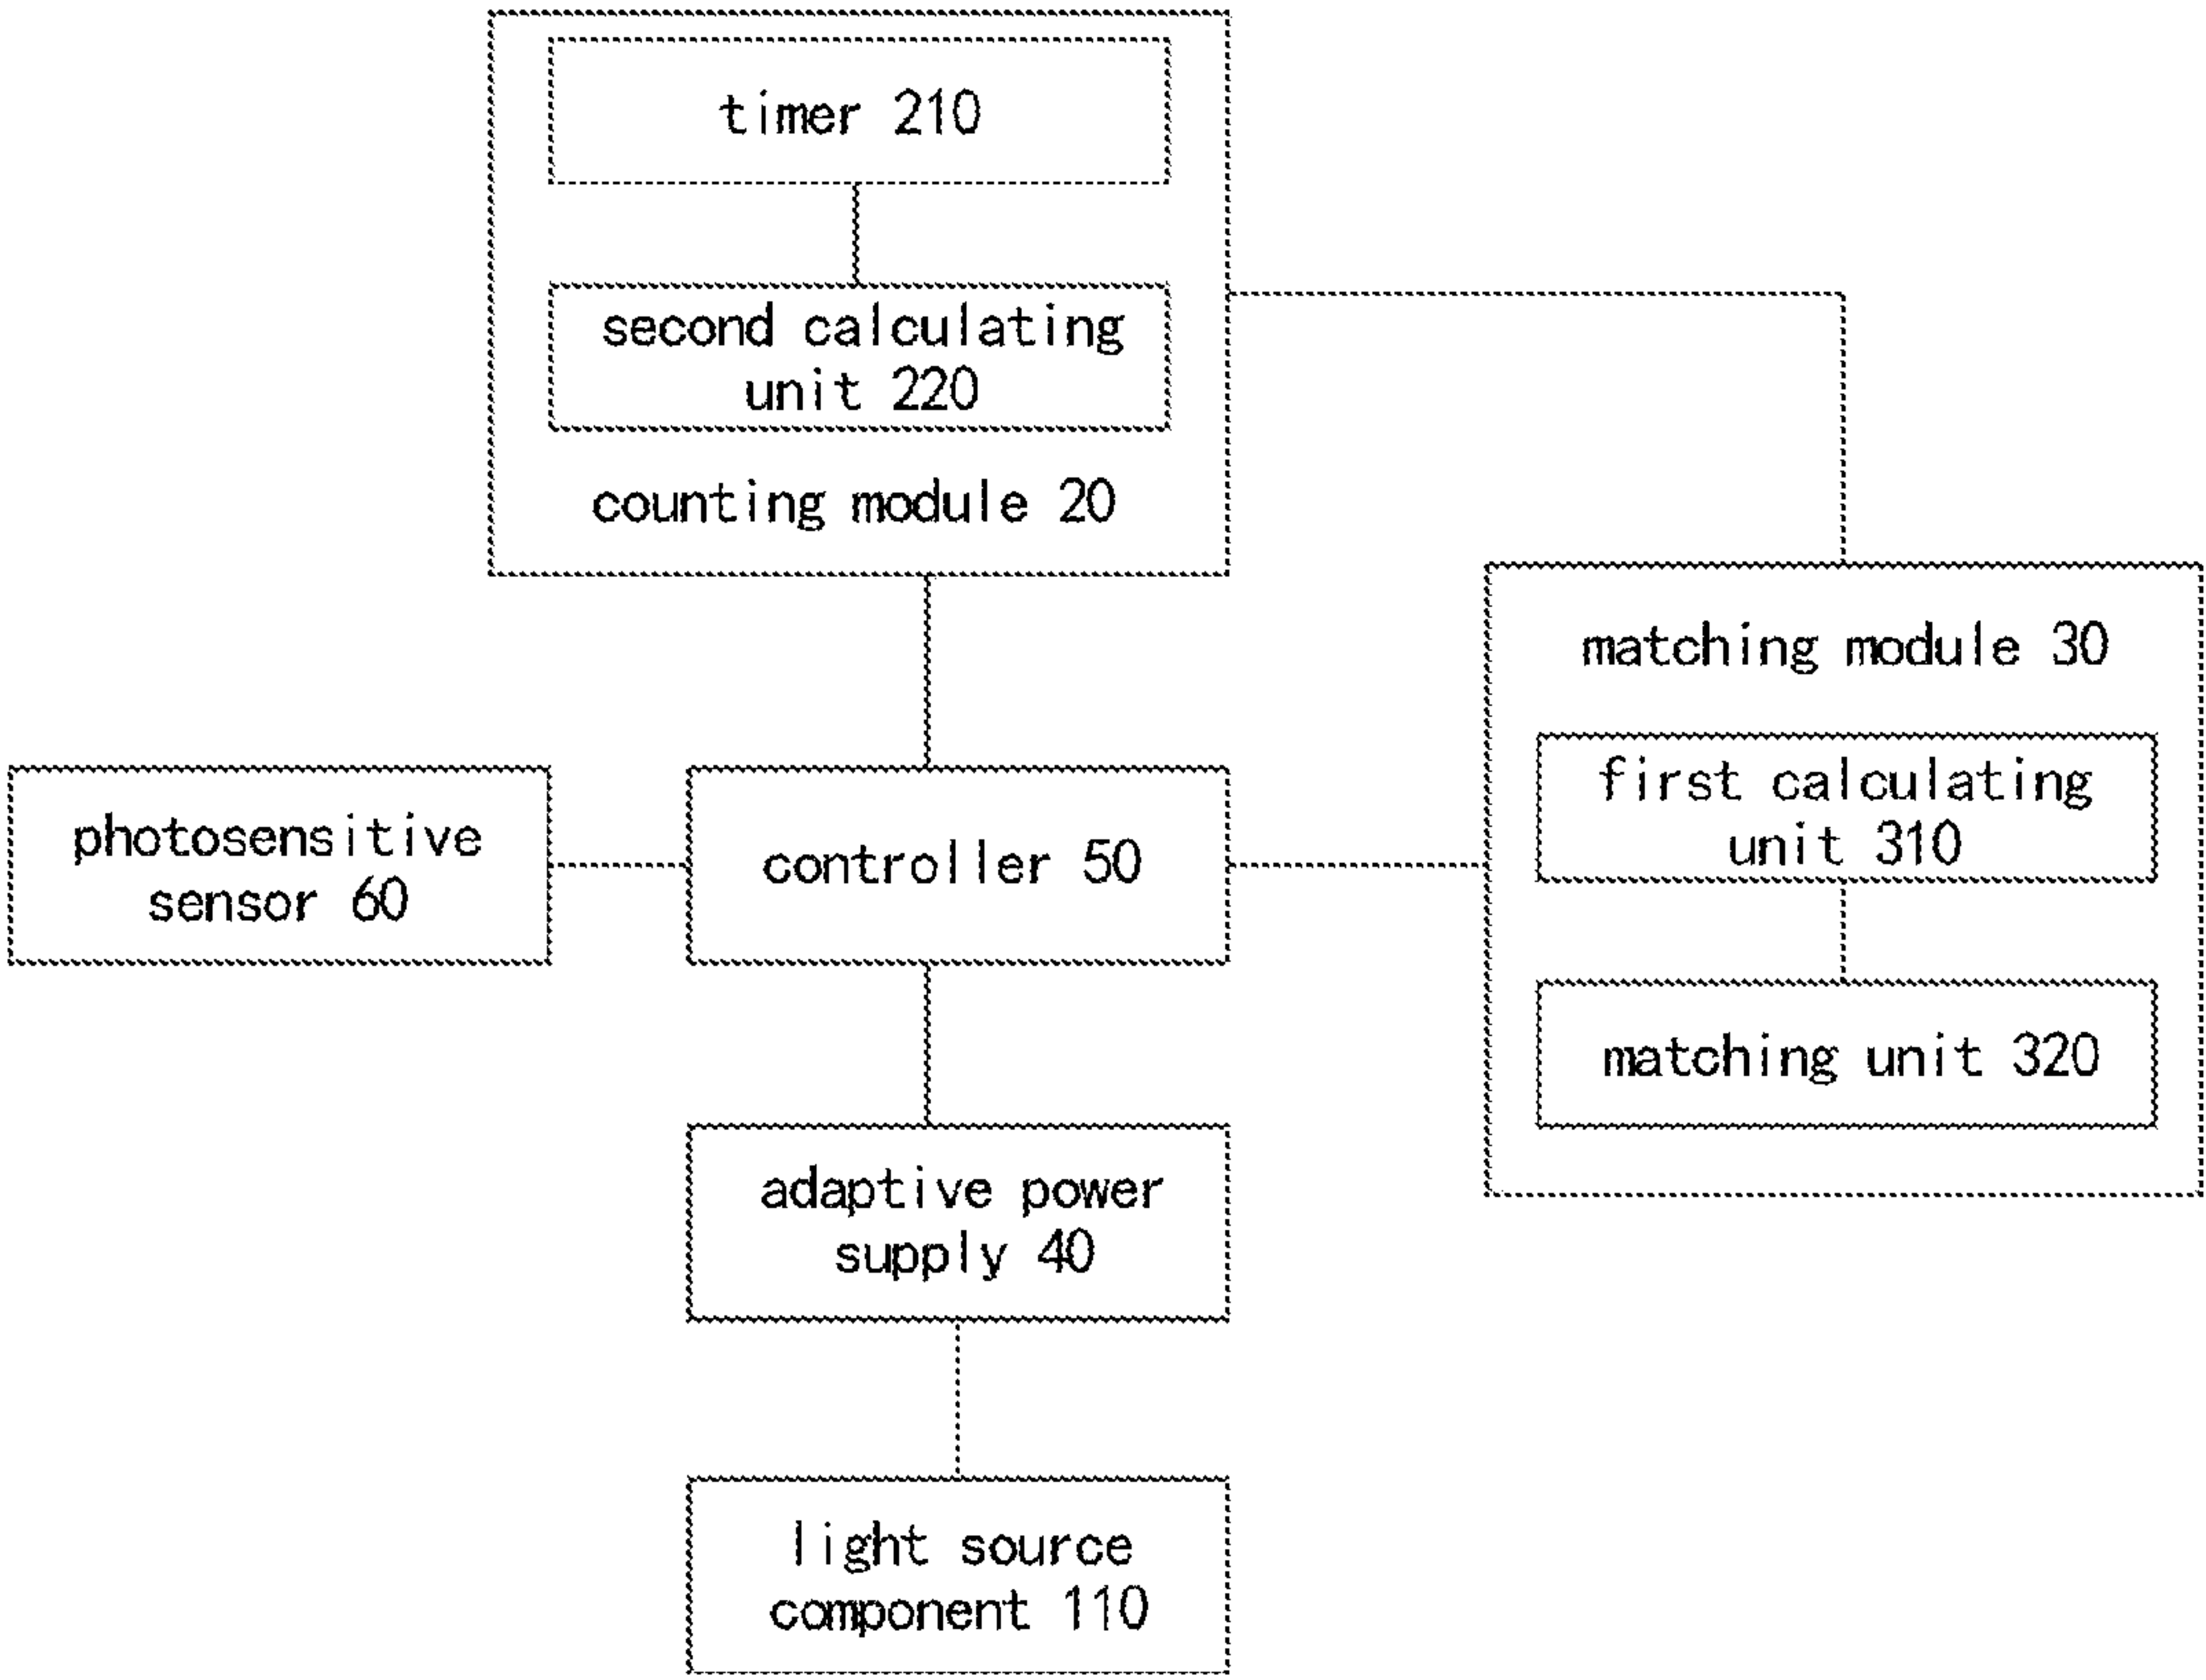 timer 210
second calculating
unit 220
counting module 20
matching module 30
first calculating
unit 310
matching unit 320
photosensitive
sensor 60
controller 50
adaptive power
supply 40
light source
component 110